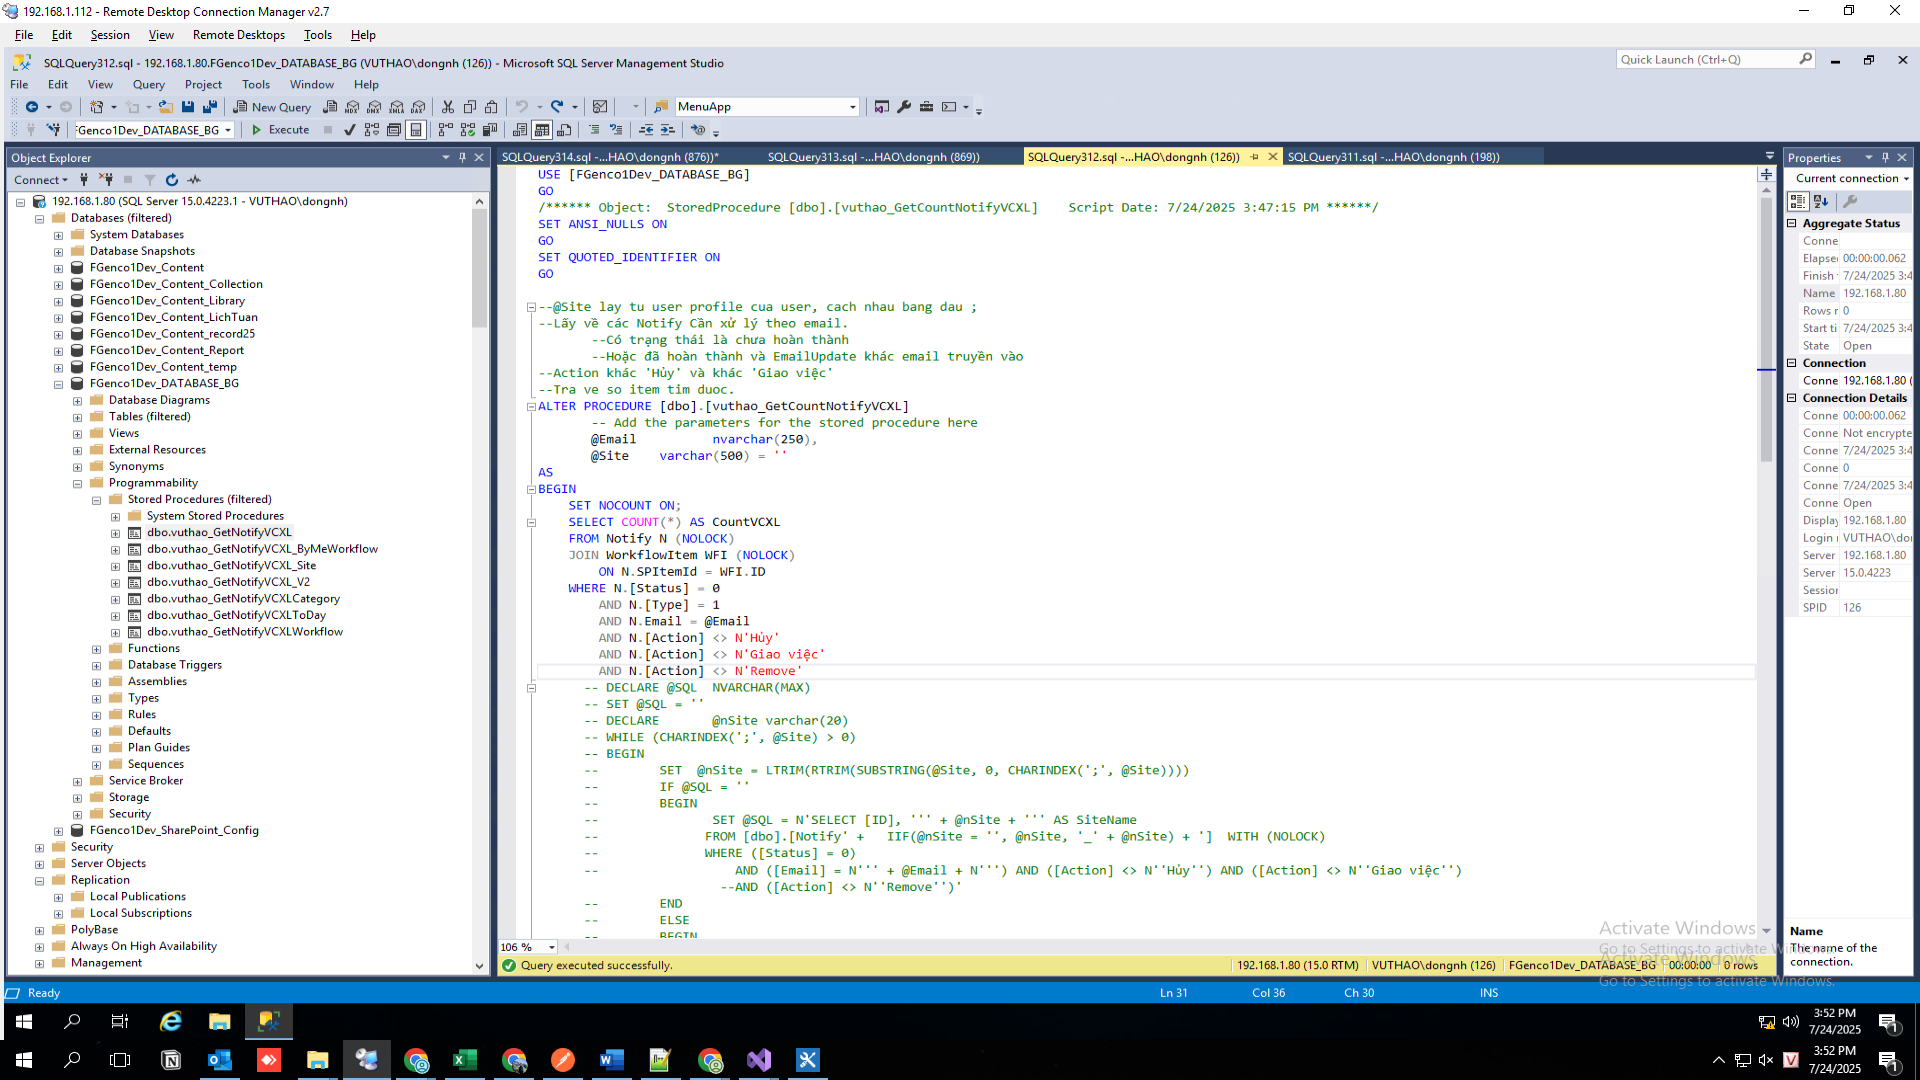 192.168.1.112 - Remote Desktop Connection Manager v2.7
File Edit Session View Remote Desktops Tools Help
SQLQuery312.sql - 192.168.1.80.FGenco1Dev_DATABASE_BG (VUTHAO\dongnh (126)) - Microsoft SQL Server Management Studio
Quick Launch (Ctrl+Q)
File Edit View Query Project Tools Window Help
New Query
MenuApp
Genco1Dev_DATABASE_BG
Execute
Object Explorer
Connect
192.168.1.80 (SQL Server 15.0.4223.1 - VUTHAO\dongnh)
Databases (filtered)
System Databases
Database Snapshots
FGenco1Dev_Content
FGenco1Dev_Content_Collection
FGenco1Dev_Content_Library
FGenco1Dev_Content_LichTuan
FGenco1Dev_Content_record25
FGenco1Dev_Content_Report
FGenco1Dev_Content_temp
FGenco1Dev_DATABASE_BG
Database Diagrams
Tables (filtered)
Views
External Resources
Synonyms
Programmability
Stored Procedures (filtered)
System Stored Procedures
dbo.vuthao_GetNotifyVCXL
dbo.vuthao_GetNotifyVCXL_ByMeWorkflow
dbo.vuthao_GetNotifyVCXL_Site
dbo.vuthao_GetNotifyVCXL_V2
dbo.vuthao_GetNotifyVCXLCategory
dbo.vuthao_GetNotifyVCXLToDay
dbo.vuthao_GetNotifyVCXLWorkflow
Functions
Database Triggers
Assemblies
Types
Rules
Defaults
Plan Guides
Sequences
Service Broker
Storage
Security
FGenco1Dev_SharePoint_Config
Security
Server Objects
Replication
Local Publications
Local Subscriptions
PolyBase
Always On High Availability
Management
SQLQuery314.sql -...HAO\dongnh (876))*
SQLQuery313.sql -...HAO\dongnh (869))
SQLQuery312.sql -...HAO\dongnh (126))
SQLQuery311.sql -...HAO\dongnh (198))
USE [FGenco1Dev_DATABASE_BG]
GO
/****** Object:  StoredProcedure [dbo].[vuthao_GetCountNotifyVCXL]    Script Date: 7/24/2025 3:47:15 PM ******/
SET ANSI_NULLS ON
GO
SET QUOTED_IDENTIFIER ON
GO
--@Site lay tu user profile cua user, cach nhau bang dau ;
--Lấy về các Notify Cần xử lý theo email.
--Có trạng thái là chưa hoàn thành
--Hoặc đã hoàn thành và EmailUpdate khác email truyền vào
--Action khác 'Hủy' và khác 'Giao việc'
--Tra ve so item tim duoc.
ALTER PROCEDURE [dbo].[vuthao_GetCountNotifyVCXL]
-- Add the parameters for the stored procedure here
@Email nvarchar(250),
@Site varchar(500) = ''
AS
BEGIN
SET NOCOUNT ON;
SELECT COUNT(*) AS CountVCXL
FROM Notify N (NOLOCK)
JOIN WorkflowItem WFI (NOLOCK)
ON N.SPItemId = WFI.ID
WHERE N.[Status] = 0
AND N.[Type] = 1
AND N.Email = @Email
AND N.[Action] <> N'Hủy'
AND N.[Action] <> N'Giao việc'
AND N.[Action] <> N'Remove'
-- DECLARE @SQL  NVARCHAR(MAX)
-- SET @SQL = ''
-- DECLARE @nSite varchar(20)
-- WHILE (CHARINDEX(';', @Site) > 0)
-- BEGIN
-- SET  @nSite = LTRIM(RTRIM(SUBSTRING(@Site, 0, CHARINDEX(';', @Site))))
-- IF @SQL = ''
-- BEGIN
-- SET @SQL = N'SELECT [ID], ''' + @nSite + ''' AS SiteName
-- FROM [dbo].[Notify' +   IIF(@nSite = '', @nSite, '_' + @nSite) + ']  WITH (NOLOCK)
-- WHERE ([Status] = 0)
-- AND ([Email] = N''' + @Email + N''') AND ([Action] <> N''Hủy'') AND ([Action] <> N''Giao việc'')
--AND ([Action] <> N''Remove'')'
-- END
-- ELSE
-- BEGIN
106 %
Query executed successfully.
192.168.1.80 (15.0 RTM) VUTHAO\dongnh (126) FGenco1Dev_DATABASE_BG 00:00:00 0 rows
Properties
Current connection
Aggregate Status
Conne
Elapse 00:00:00.062
Finish 7/24/2025 3:4
Name 192.168.1.80
Rows r 0
Start ti 7/24/2025 3:4
State Open
Connection
Conne 192.168.1.80 (
Connection Details
Conne 00:00:00.062
Conne Not encrypte
Conne 7/24/2025 3:4
Conne 0
Conne 7/24/2025 3:4
Conne Open
Display 192.168.1.80
Login VUTHAO\dor
Server 192.168.1.80
Server 15.0.4223
Session
SPID 126
Name
The name of the
connection.
Activate Windows
Go to Settings to activate Windows.
Activate Windows
Go to Settings to activate Windows.
Ready
Ln 31 Col 36 Ch 30 INS
3:52 PM
7/24/2025
1
3:52 PM
7/24/2025
1